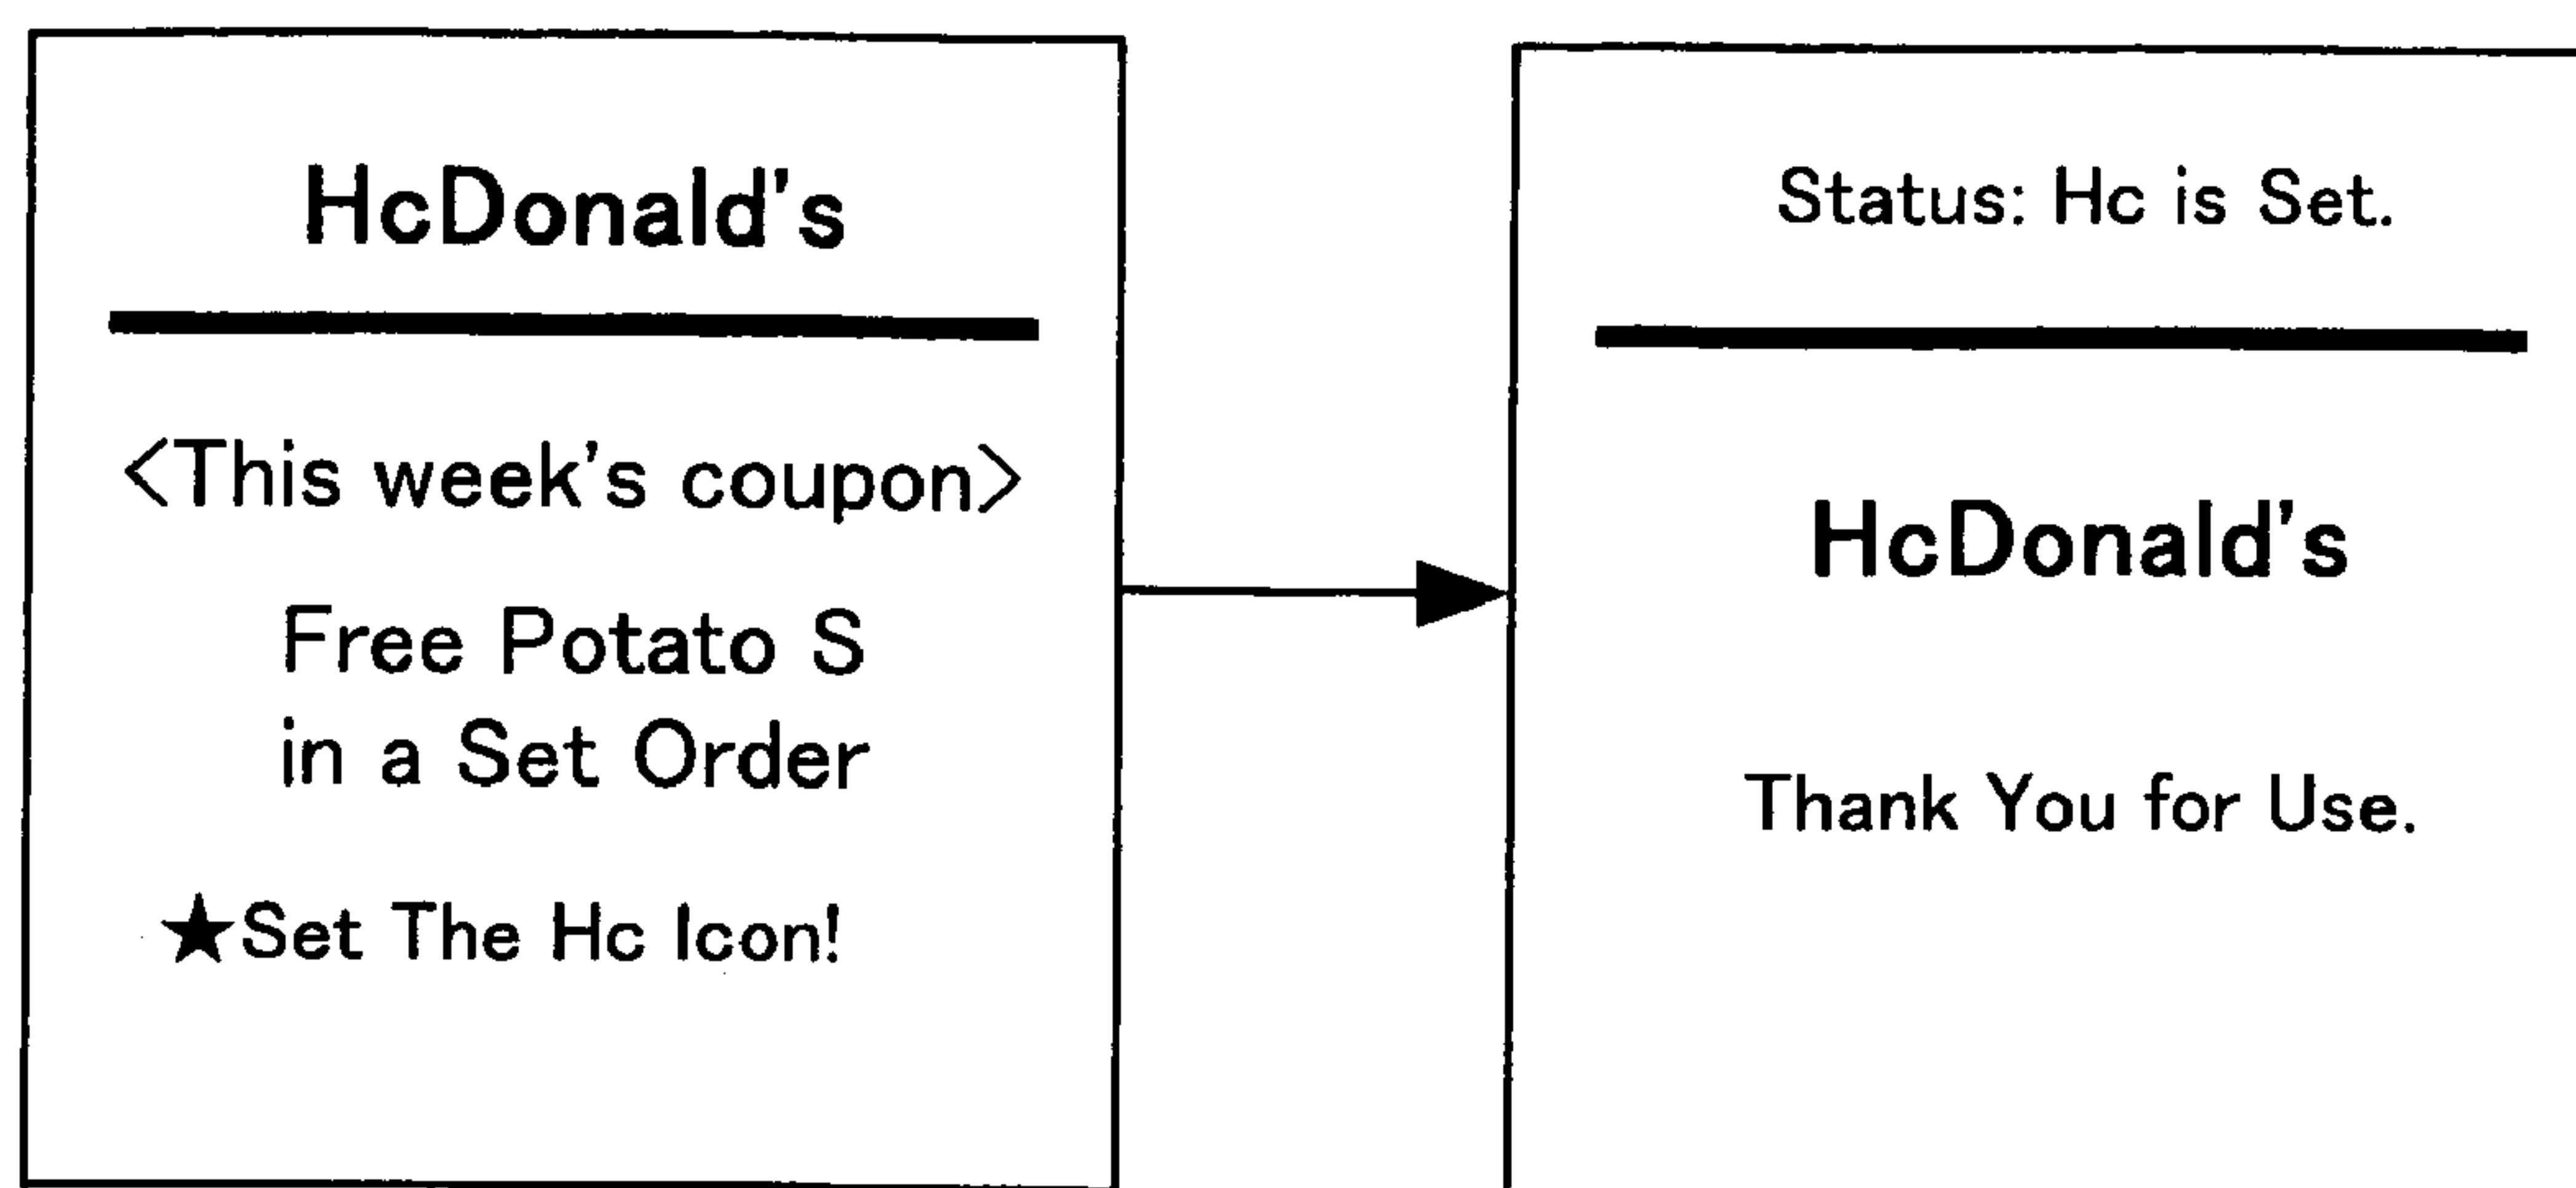 HcDonald's
<This week's coupon>
Free Potato S
in a Set Order
★Set The Hc Icon!
Status: Hc is Set.
HcDonald's
Thank You for Use.